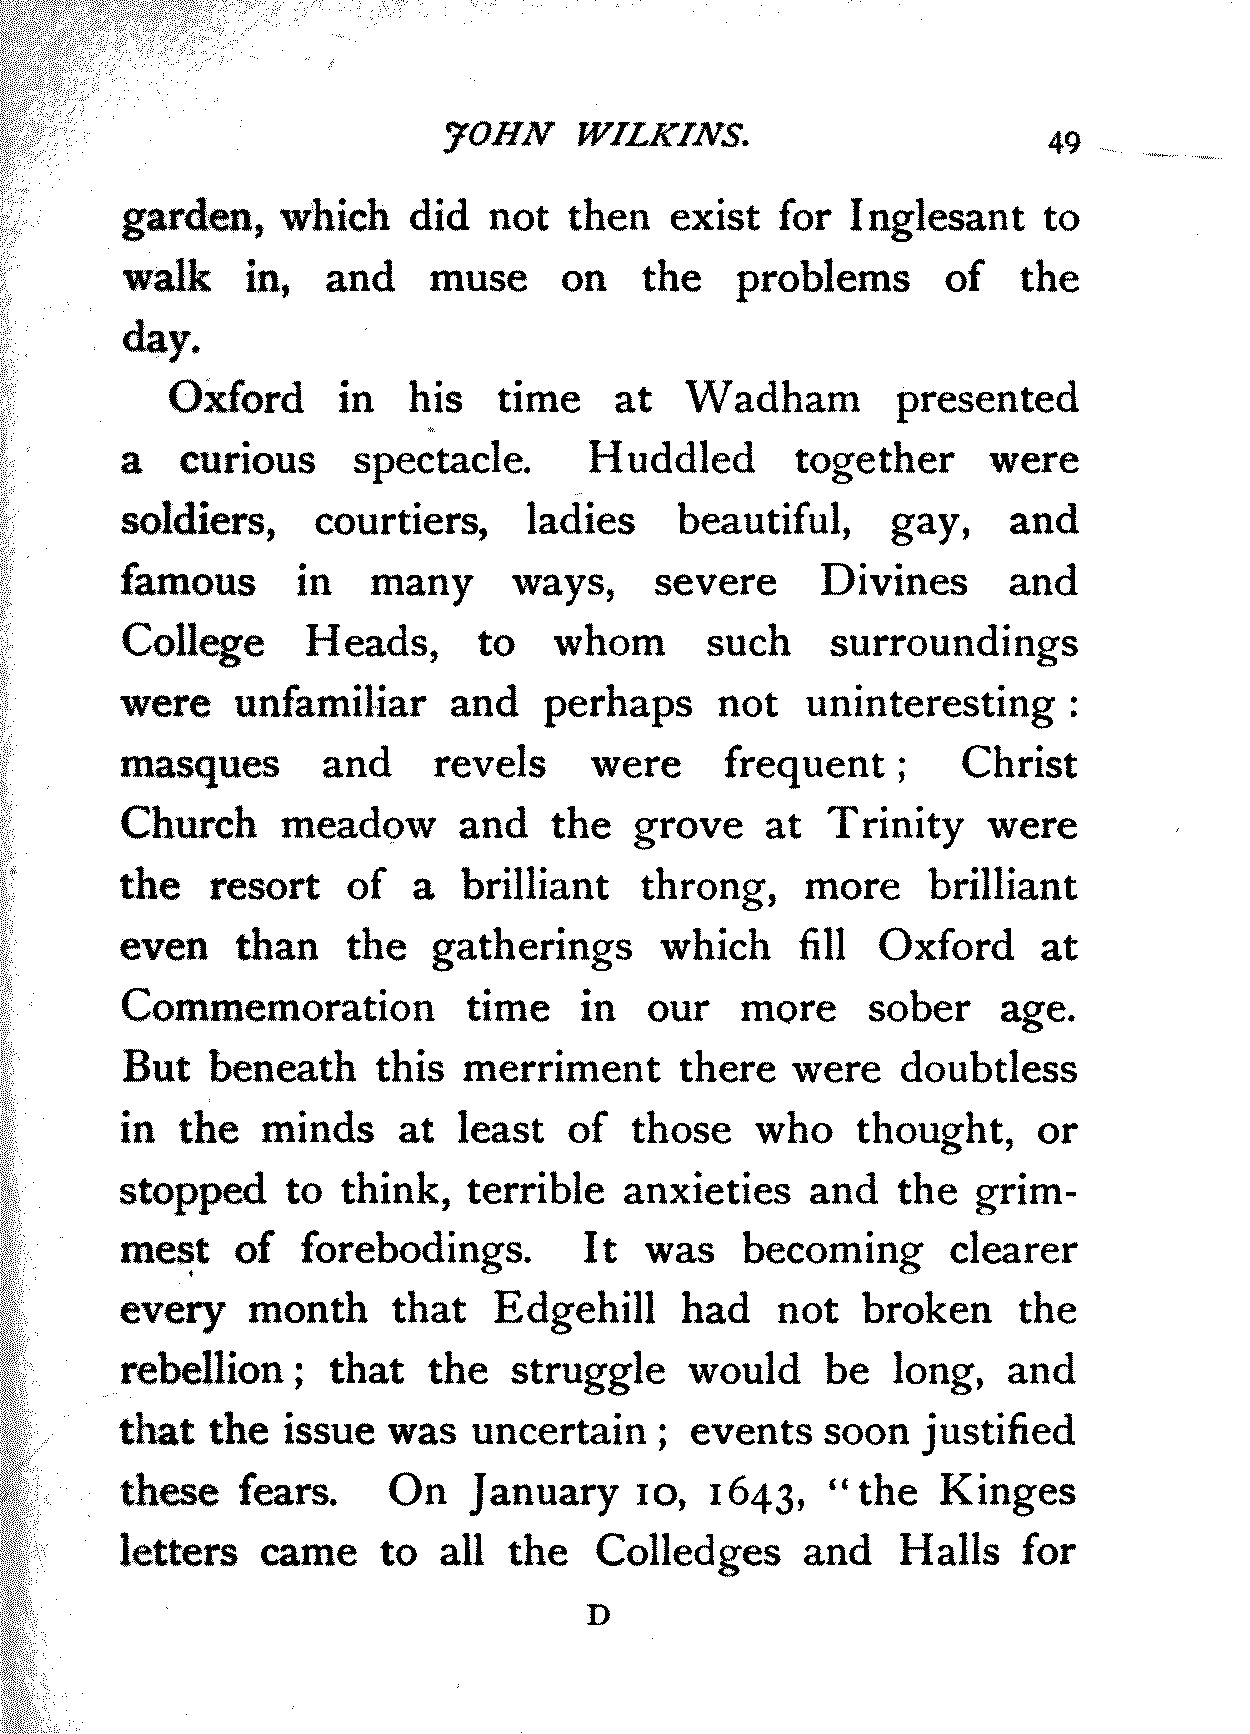 JOHN WILKINS. 49
garden, which did not then exist for Inglesant to
walk in, and muse on the problems of the
day.
Oxford in his time at Wadham presented
a curious spectacle. Huddled together were
soldiers, courtiers, ladies beautiful, gay, and
famous in many ways, severe Divines and
College Heads, to whom such surroundings
were unfamiliar and perhaps not uninteresting :
masques and revels were frequent ; Christ
Church meadow and the grove at Trinity were
the resort of a brilliant throng, more brilliant
even than the gatherings which fill Oxford at
Commemoration time in our more sober age.
But beneath this merriment there were doubtless
in the minds at least of those who thought, or
stopped to think, terrible anxieties and the grim-
mest of forebodings. It was becoming clearer
every month that Edgehill had not broken the
rebellion ; that the struggle would be long, and
that the issue was uncertain ; events soon justified
these fears. On January 10, 1643, "the Kinges
letters came to all the Colledges and Halls for
D